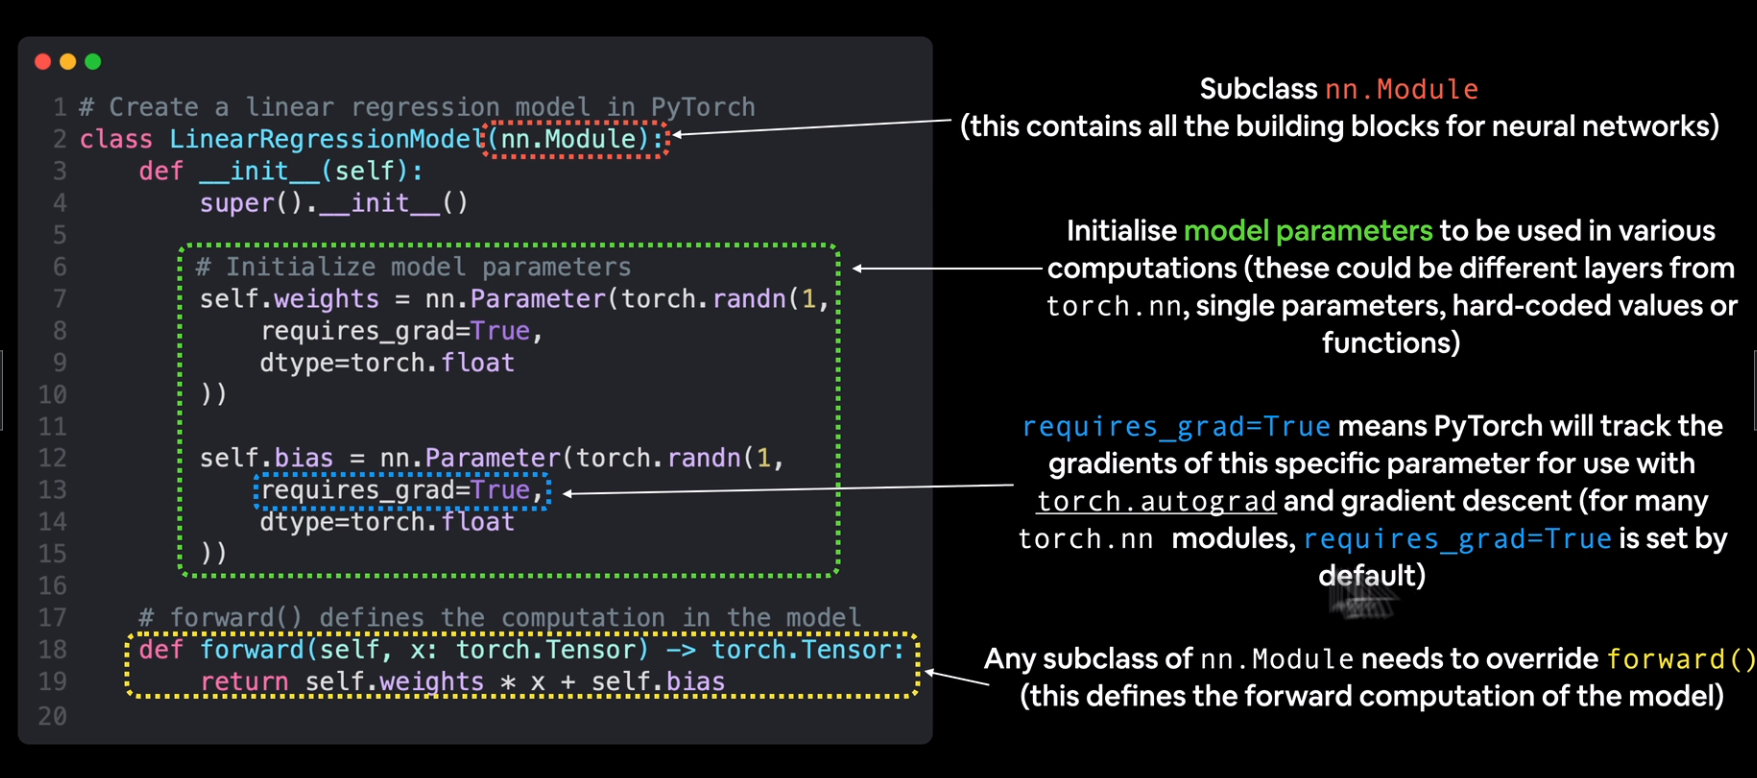 1 # Create a linear regression model in PyTorch
2 class LinearRegressionModel(nn.Module):
3     def __init__(self):
4         super().__init__()
5
6         # Initialize model parameters
7         self.weights = nn.Parameter(torch.randn(1,
8             requires_grad=True,
9             dtype=torch.float
10         ))
11
12         self.bias = nn.Parameter(torch.randn(1,
13             requires_grad=True,
14             dtype=torch.float
15         ))
16
17     # forward() defines the computation in the model
18     def forward(self, x: torch.Tensor) -> torch.Tensor:
19         return self.weights * x + self.bias
20
Subclass nn.Module
(this contains all the building blocks for neural networks)
Initialise model parameters to be used in various
computations (these could be different layers from
torch.nn, single parameters, hard-coded values or
functions)
requires_grad=True means PyTorch will track the
gradients of this specific parameter for use with
torch.autograd and gradient descent (for many
torch.nn modules, requires_grad=True is set by
default)
Any subclass of nn.Module needs to override forward()
(this defines the forward computation of the model)